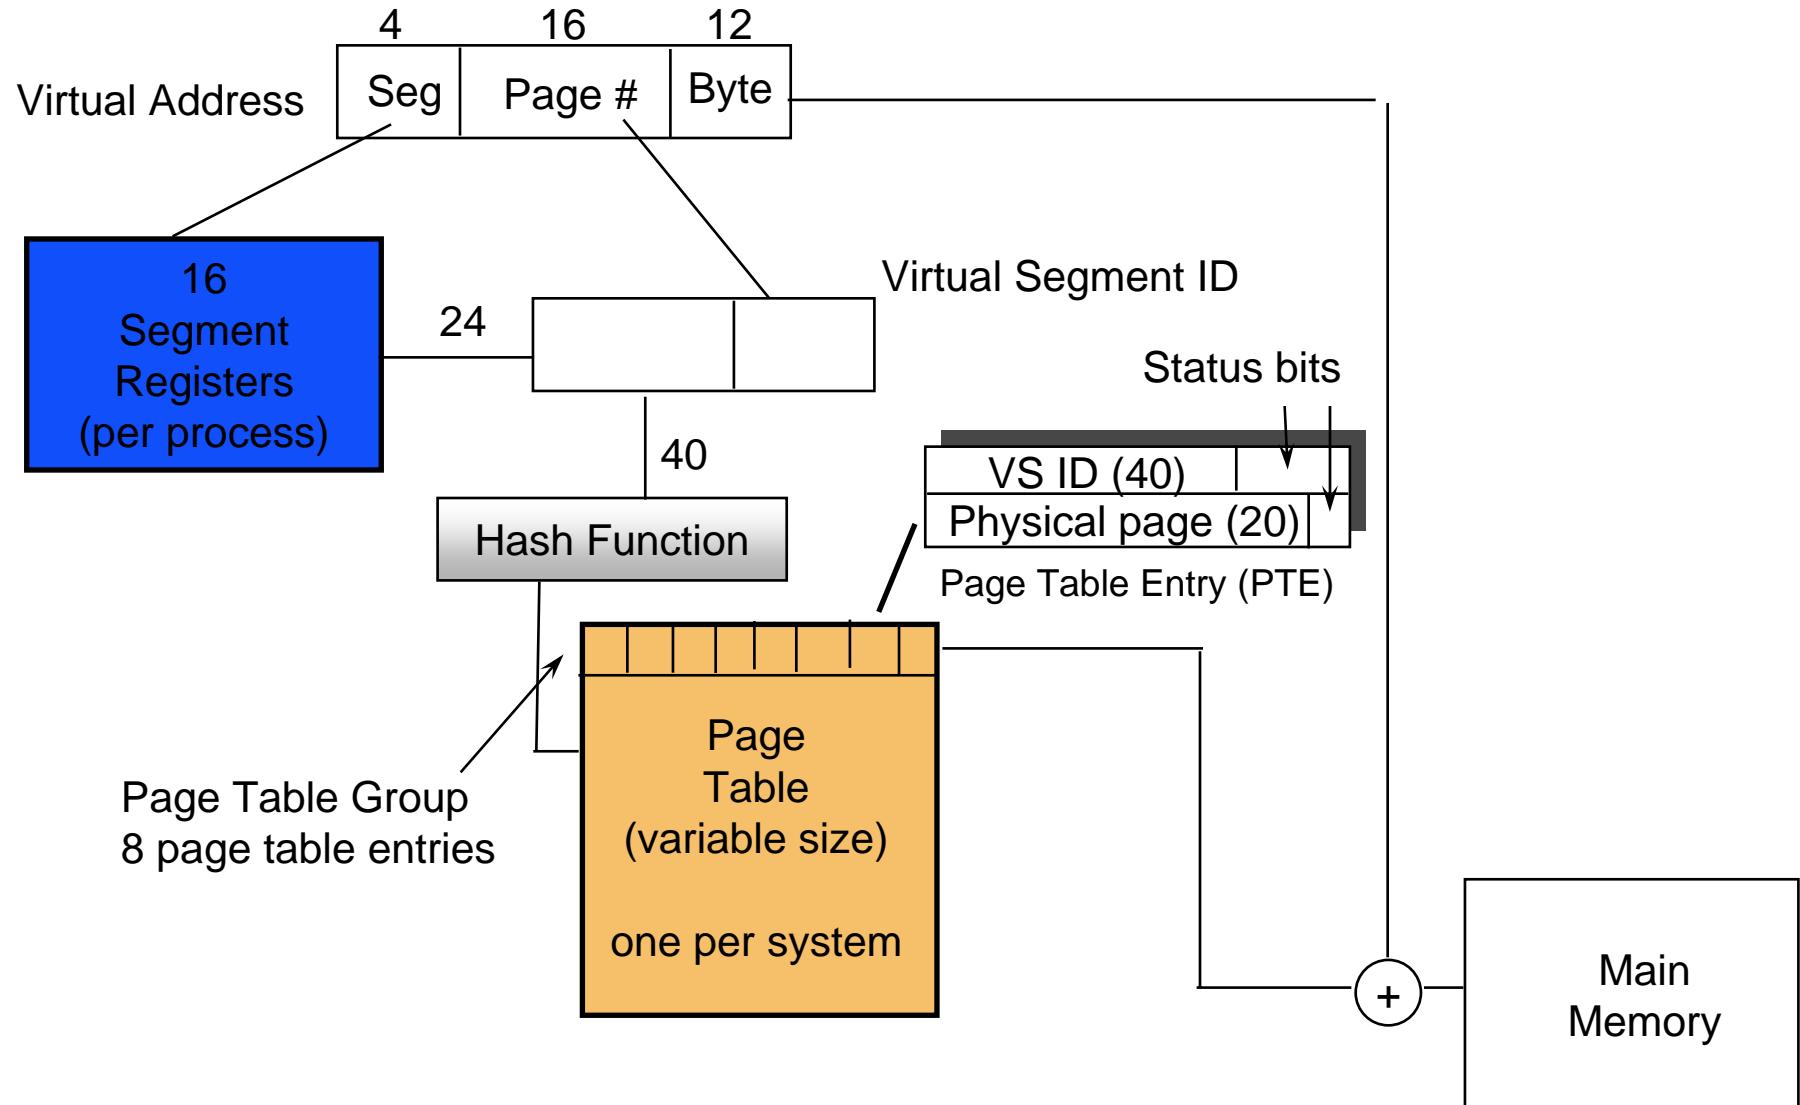 4 16 12
Virtual Address
Seg
Page #
Byte
16
Segment
Registers
(per process)
24
Virtual Segment ID
40
Status bits
Hash Function
VS ID (40)
Physical page (20)
Page Table Entry (PTE)
Page Table Group
8 page table entries
Page
Table
(variable size)
one per system
+
Main
Memory